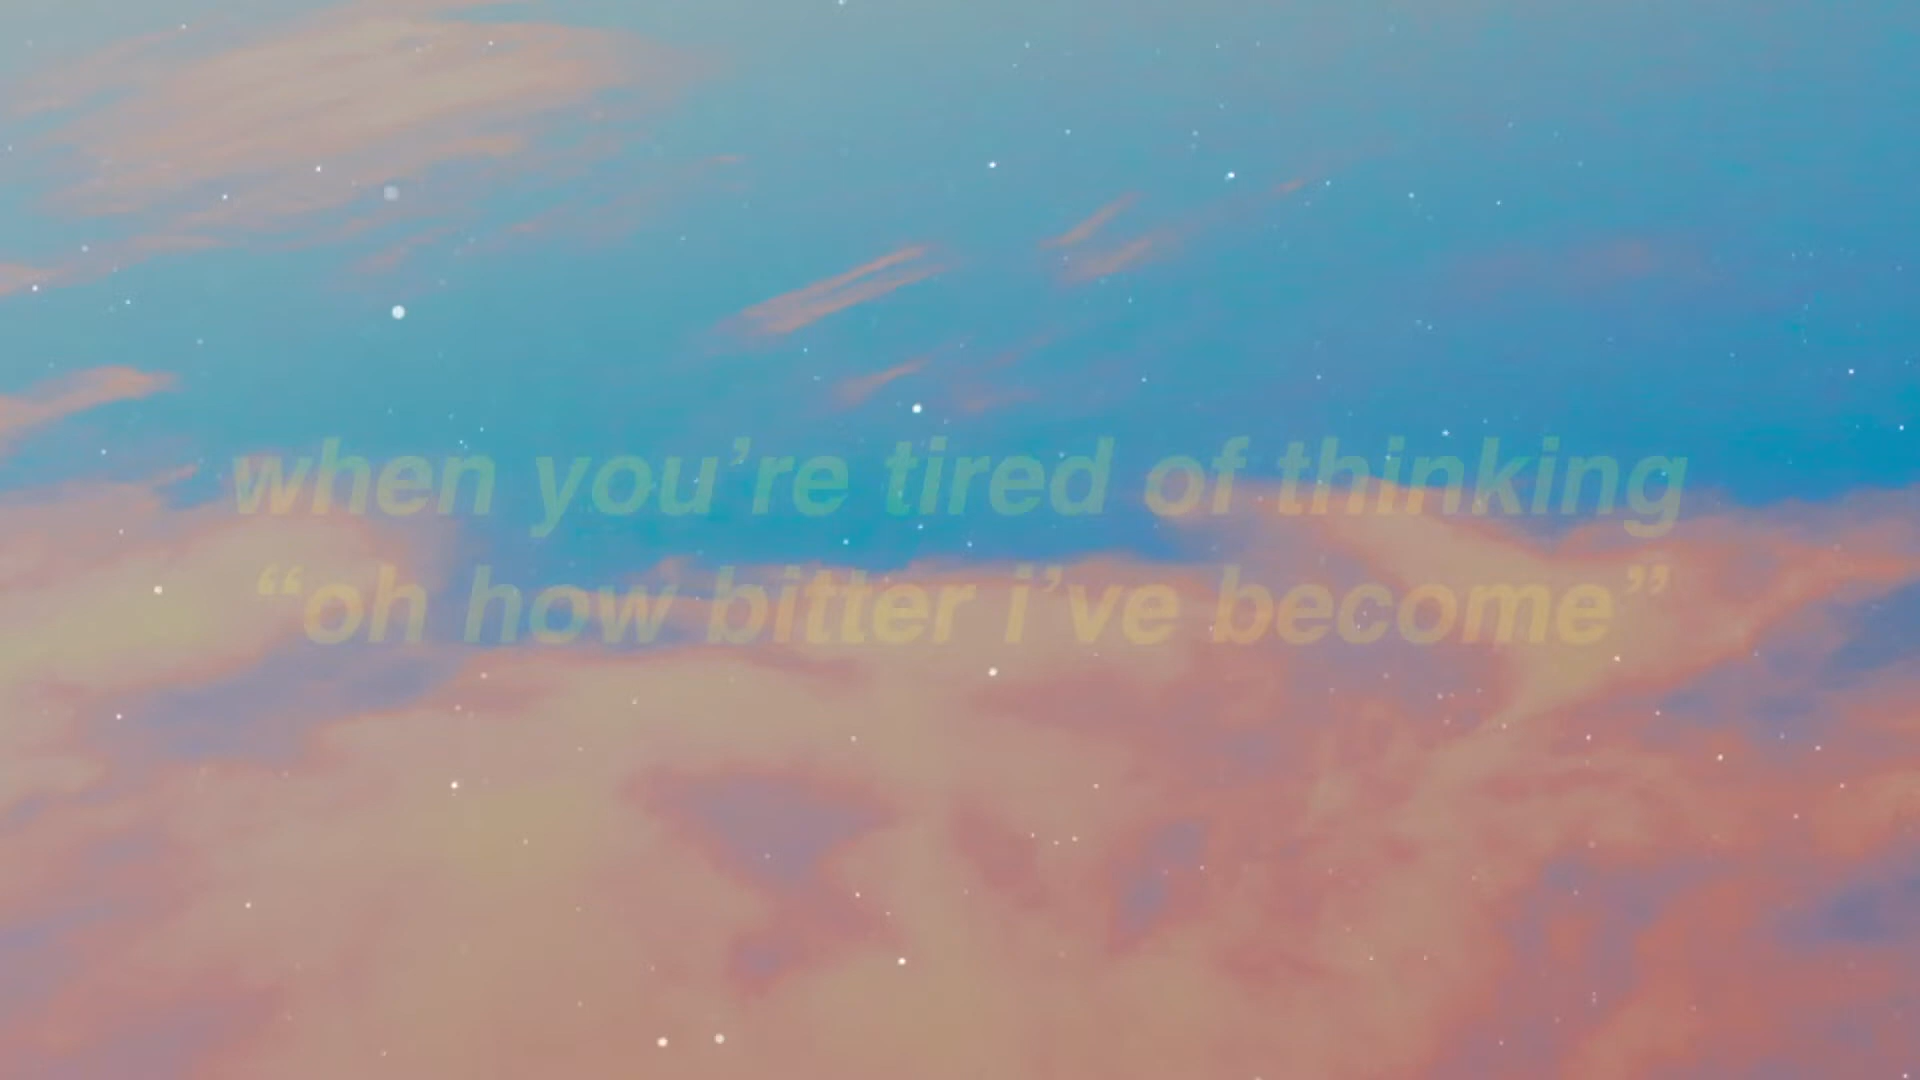 when you’re tired of thinking
“oh how bitter i’ve become”